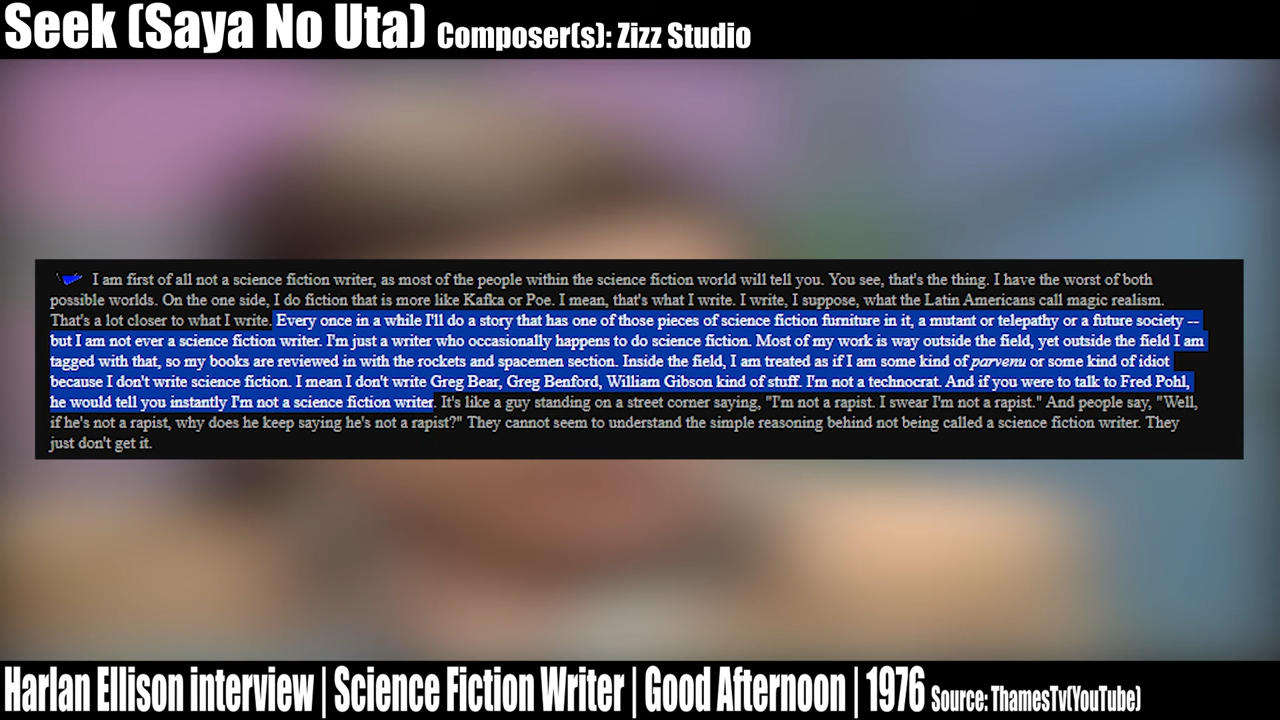 Seek (Saya No Uta) Composer(s): Zizz Studio
I am first of all not a science fiction writer, as most of the people within the science fiction world will tell you. You see, that's the thing. I have the worst of both
possible worlds. On the one side, I do fiction that is more like Kafka or Poe. I mean, that's what I write. I write, I suppose, what the Latin Americans call magic realism.
That's a lot closer to what I write. Every once in a while I'll do a story that has one of those pieces of science fiction furniture in it, a mutant or telepathy or a future society --
but I am not ever a science fiction writer. I'm just a writer who occasionally happens to do science fiction. Most of my work is way outside the field, yet outside the field I am
tagged with that, so my books are reviewed in with the rockets and spacemen section. Inside the field, I am treated as if I am some kind of parvenu or some kind of idiot
because I don't write science fiction. I mean I don't write Greg Bear, Greg Benford, William Gibson kind of stuff. I'm not a technocrat. And if you were to talk to Fred Pohl,
he would tell you instantly I'm not a science fiction writer. It's like a guy standing on a street corner saying, "I'm not a rapist. I swear I'm not a rapist." And people say, "Well,
if he's not a rapist, why does he keep saying he's not a rapist?" They cannot seem to understand the simple reasoning behind not being called a science fiction writer. They
just don't get it.
Harlan Ellison interview | Science Fiction Writer | Good Afternoon | 1976 Source: ThamesTv(YouTube)